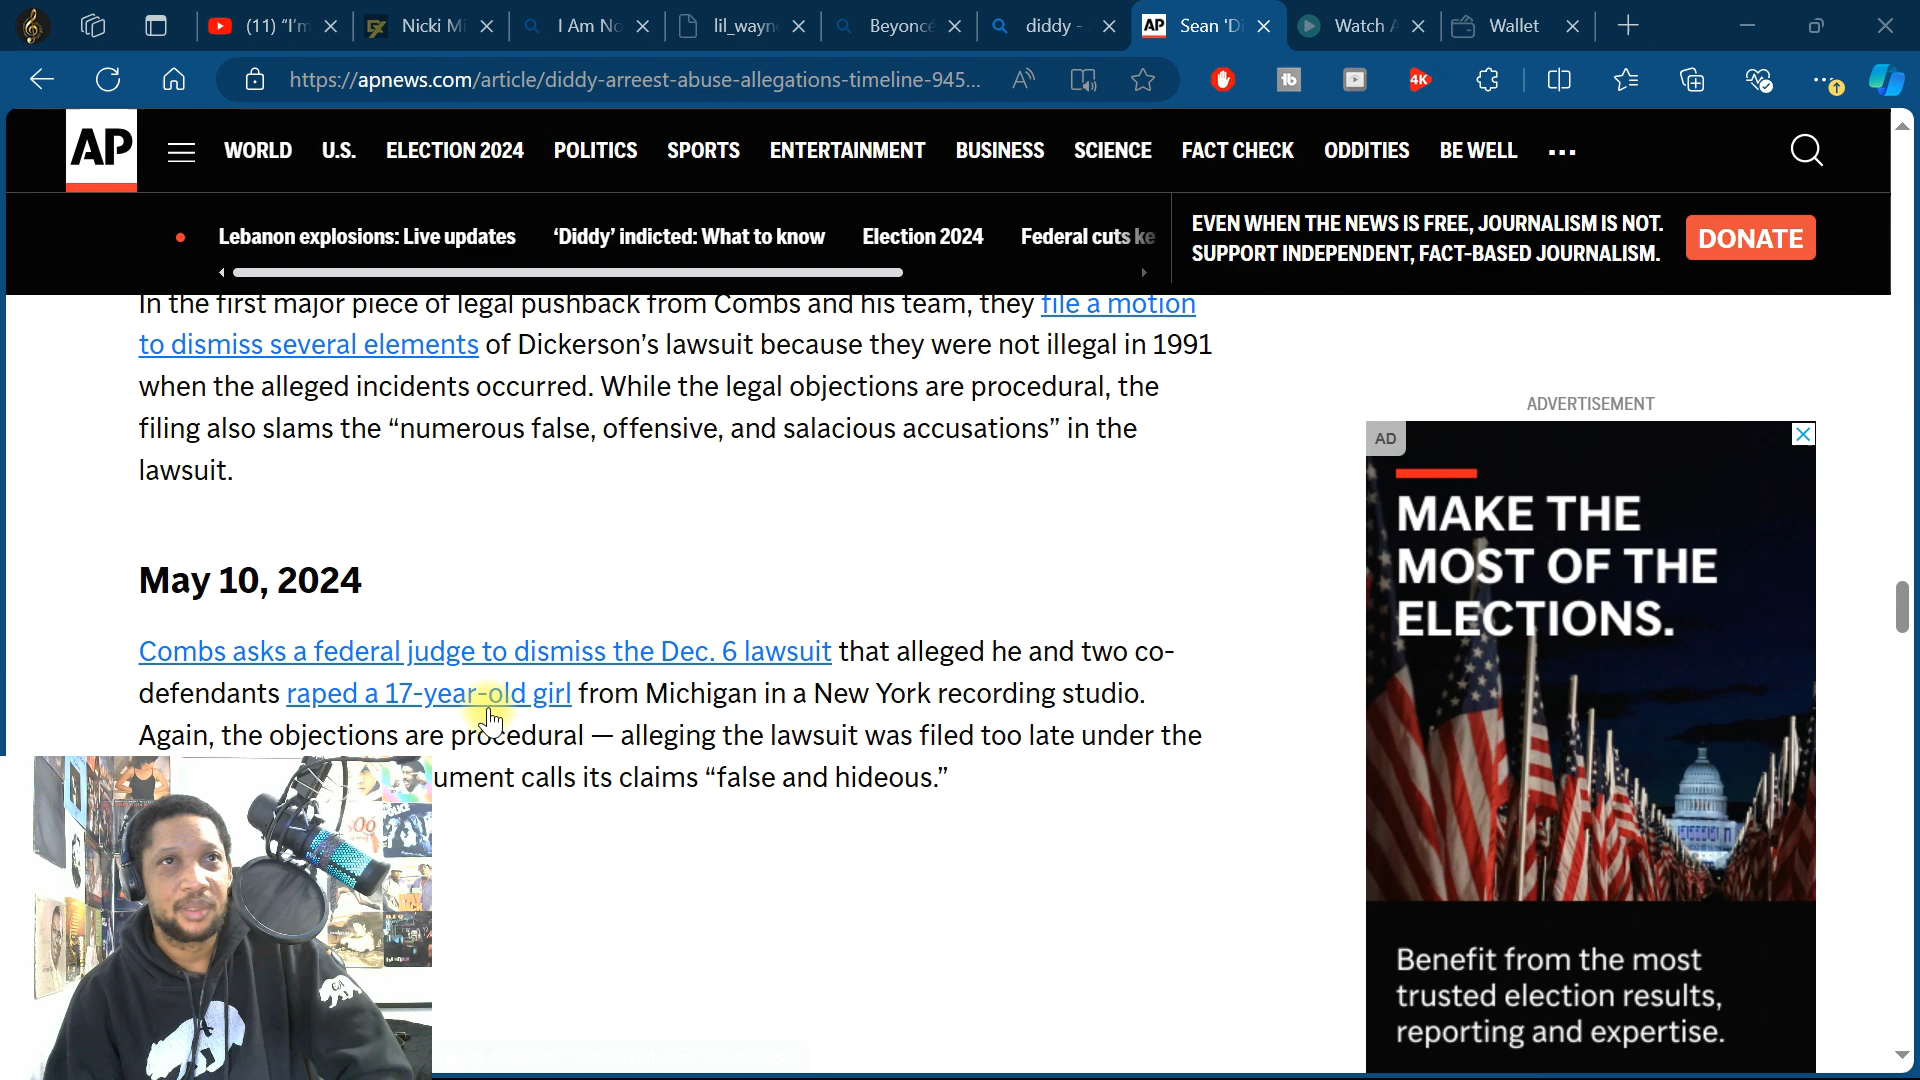 (11) "I'm
Nicki Mi
I Am No
lil_wayn
Beyonc
diddy -
AP
Sean 'Di
Watch A
Wallet
https://apnews.com/article/diddy-arreest-abuse-allegations-timeline-945...
4K
AP
WORLD U.S. ELECTION 2024 POLITICS SPORTS ENTERTAINMENT BUSINESS SCIENCE FACT CHECK ODDITIES BE WELL ...
Lebanon explosions: Live updates ‘Diddy’ indicted: What to know Election 2024 Federal cuts ke
EVEN WHEN THE NEWS IS FREE, JOURNALISM IS NOT.
SUPPORT INDEPENDENT, FACT-BASED JOURNALISM.
DONATE
In the first major piece of legal pushback from Combs and his team, they file a motion
to dismiss several elements of Dickerson’s lawsuit because they were not illegal in 1991
when the alleged incidents occurred. While the legal objections are procedural, the
filing also slams the “numerous false, offensive, and salacious accusations” in the
lawsuit.
May 10, 2024
Combs asks a federal judge to dismiss the Dec. 6 lawsuit that alleged he and two co-
defendants raped a 17-year-old girl from Michigan in a New York recording studio.
Again, the objections are procedural — alleging the lawsuit was filed too late under the
ument calls its claims “false and hideous.”
ADVERTISEMENT
AD
MAKE THE
MOST OF THE
ELECTIONS.
Benefit from the most
trusted election results,
reporting and expertise.